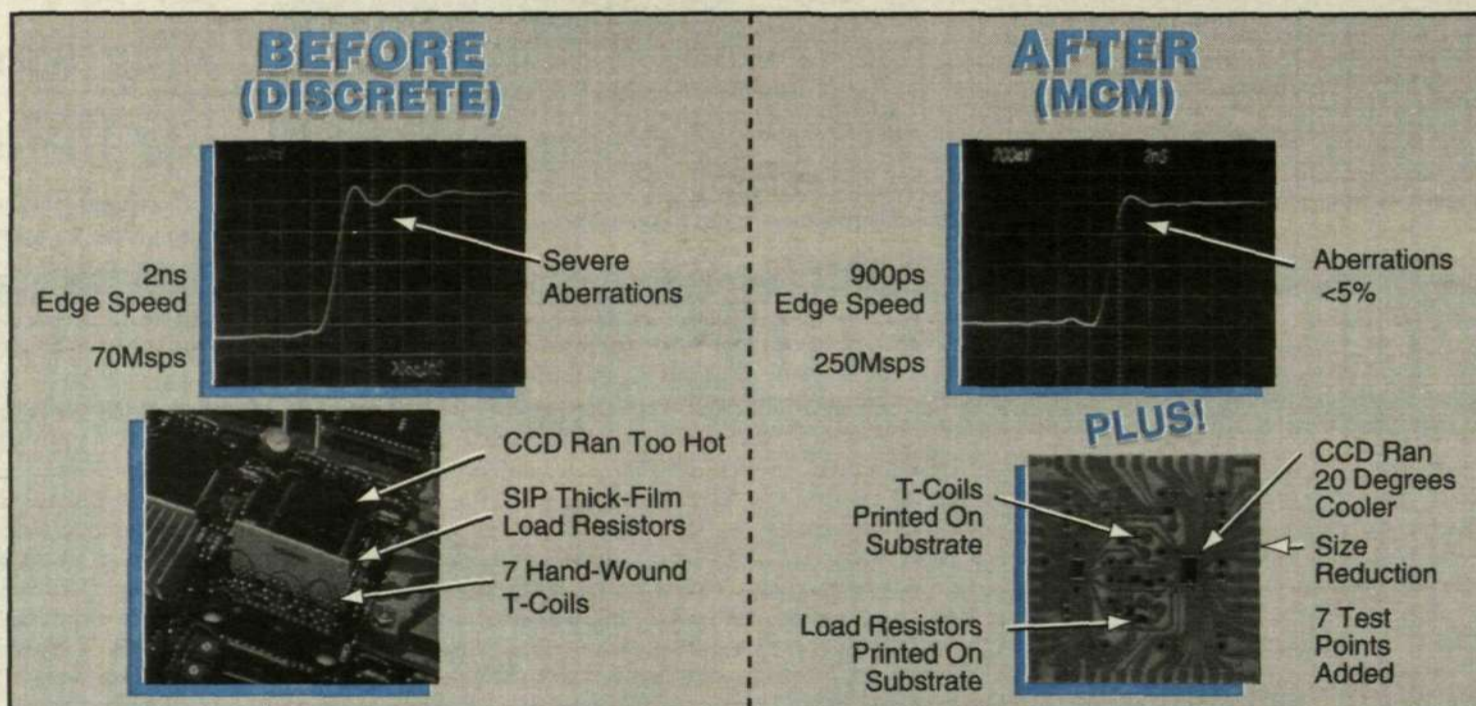 BEFORE
(DISCRETE)
2ns
Edge Speed
70Msps
Severe
Aberrations
CCD Ran Too Hot
SIP Thick-Film
Load Resistors
7 Hand-Wound
T-Coils
AFTER
(MCM)
200mV
2nS
900ps
Edge Speed
250Msps
Aberrations
<5%
PLUS!
T-Coils
Printed On
Substrate
Load Resistors
Printed On
Substrate
CCD Ran
20 Degrees
Cooler
Size
Reduction
7 Test
Points
Added